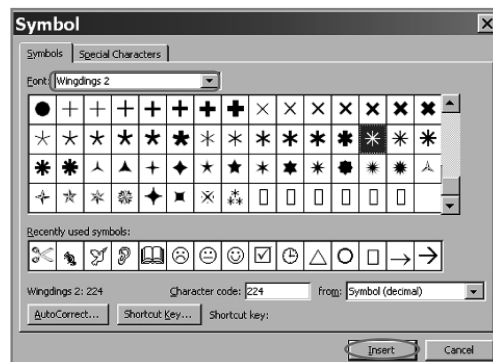 Symbol
Symbols Special Characters
Font: Wingdings 2
Recently used symbols:
Wingdings 2: 224 Character code: 224 from: Symbol (decimal)
AutoCorrect... Shortcut Key... Shortcut key:
Insert Cancel